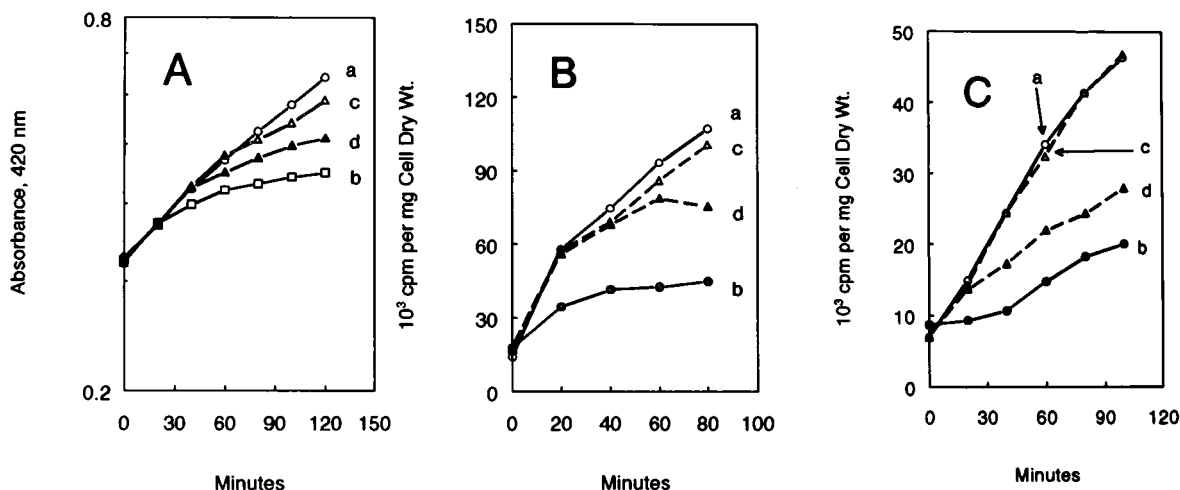 A
Absorbance, 420 nm
0.8
0.2
0 30 60 90 120 150
Minutes
a
c
d
b
B
10³ cpm per mg Cell Dry Wt.
150
120
90
60
30
0
0 20 40 60 80 100
Minutes
a
c
d
b
C
10³ cpm per mg Cell Dry Wt.
50
40
30
20
10
0
0 30 60 90 120
Minutes
a
c
d
b